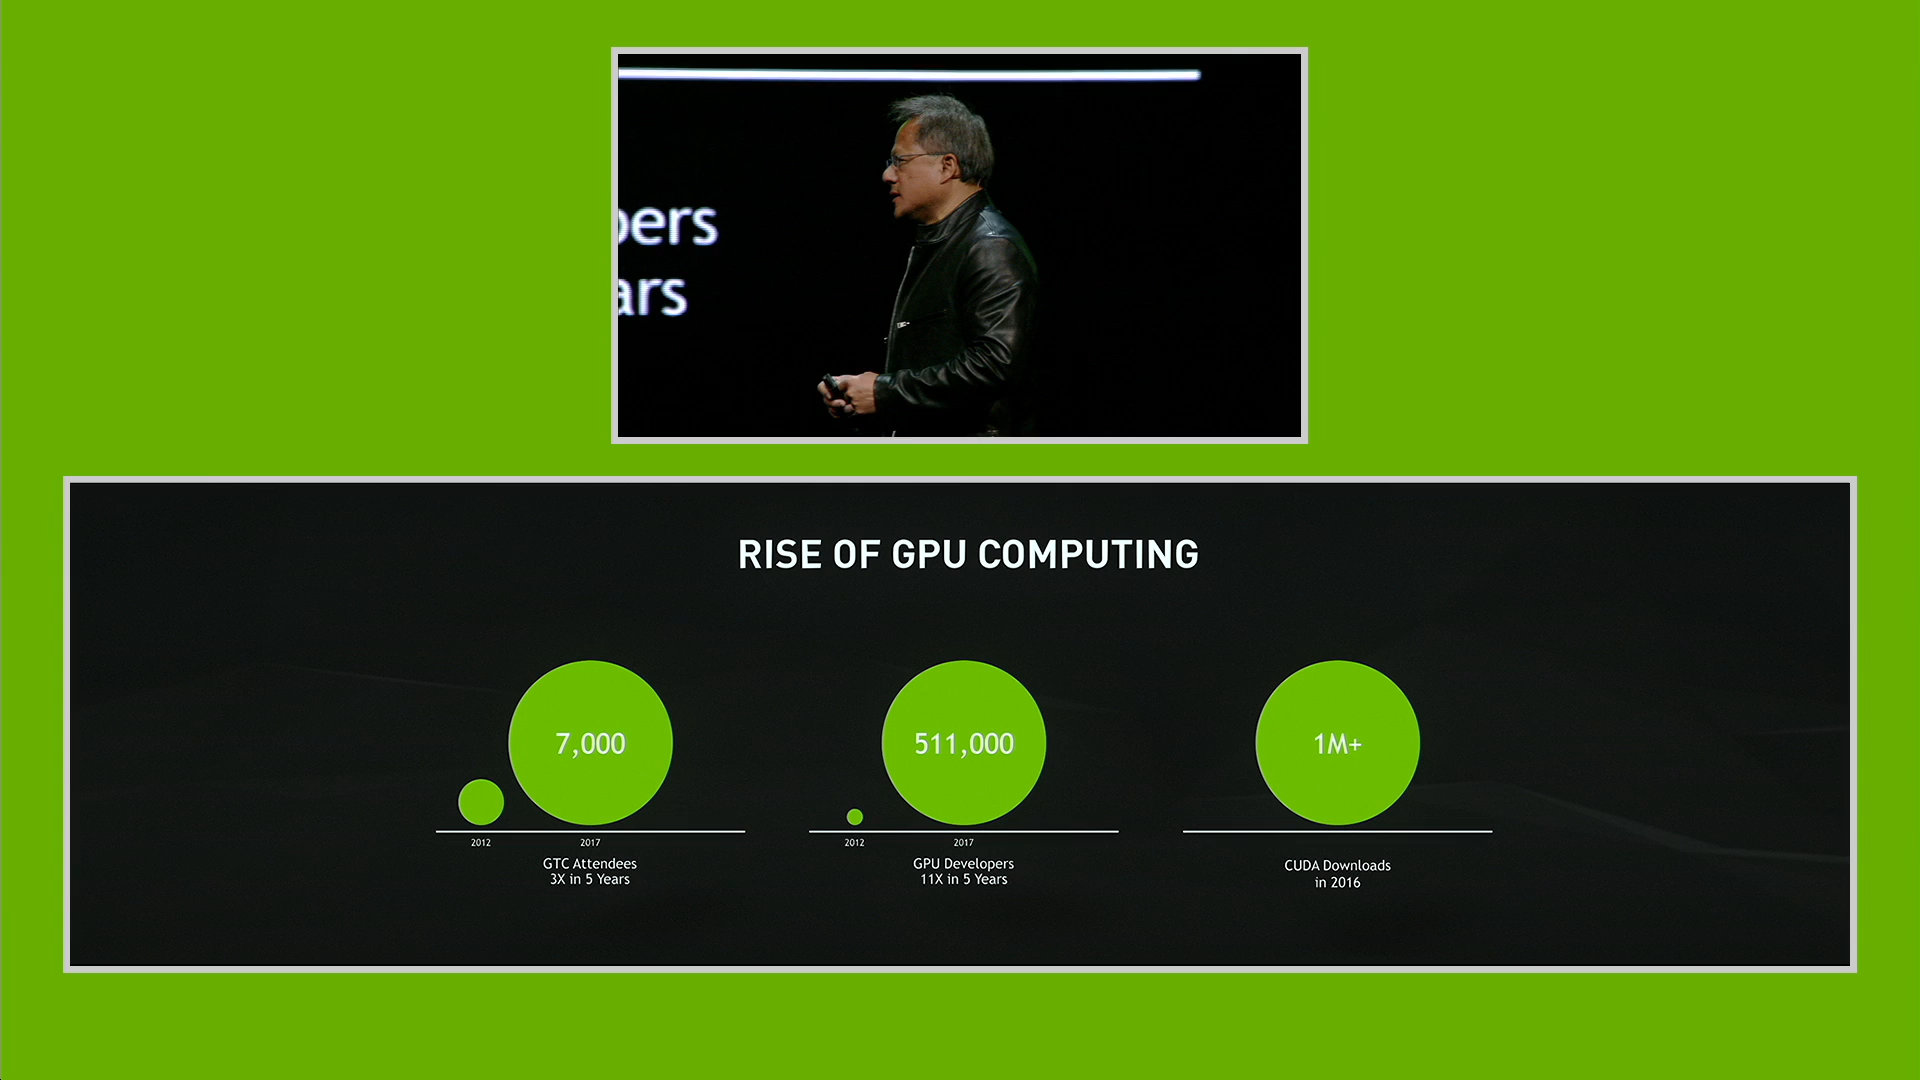 pers
ars
RISE OF GPU COMPUTING
7,000
511,000
1M+
2012
2017
2012
2017
GTC Attendees
3X in 5 Years
GPU Developers
11X in 5 Years
CUDA Downloads
in 2016